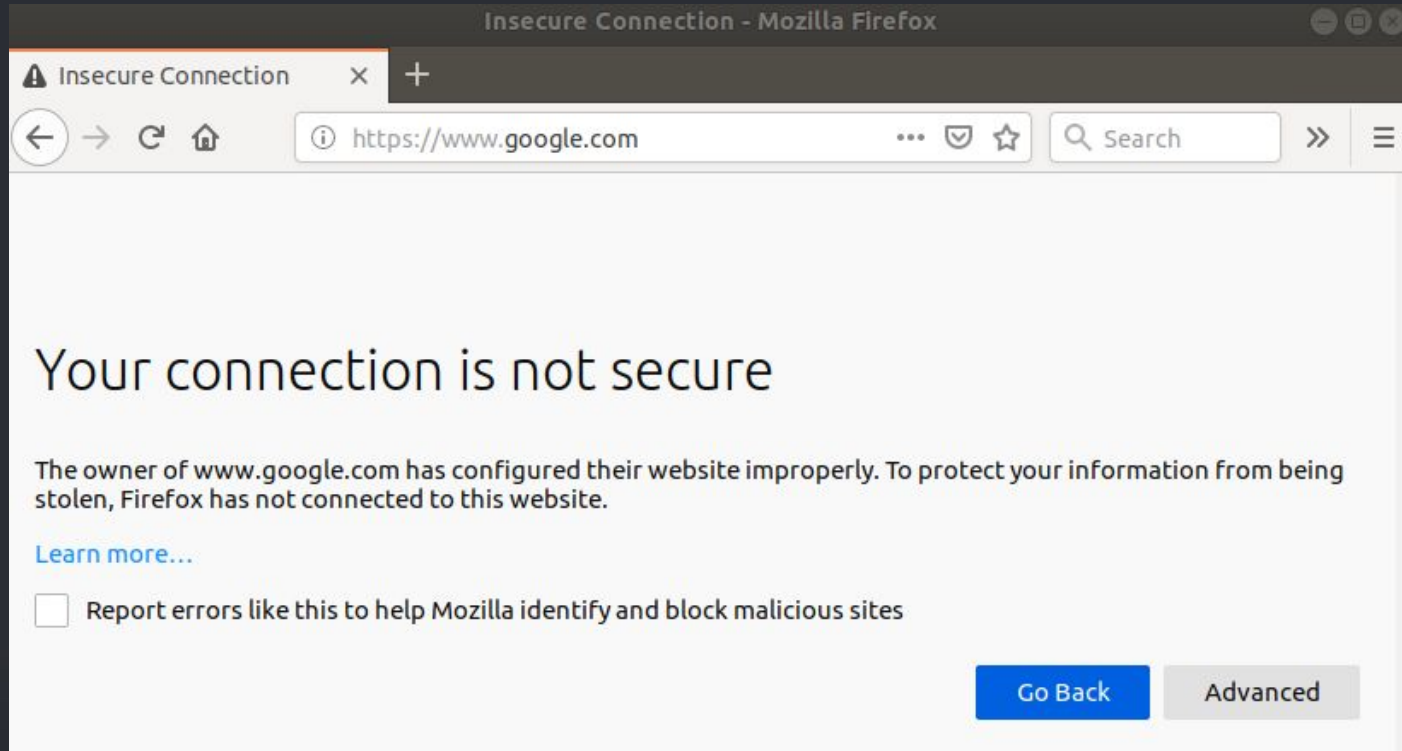 Insecure Connection - Mozilla Firefox
Insecure Connection
https://www.google.com
Search
Your connection is not secure
The owner of www.google.com has configured their website improperly. To protect your information from being
stolen, Firefox has not connected to this website.
Learn more…
Report errors like this to help Mozilla identify and block malicious sites
Go Back
Advanced